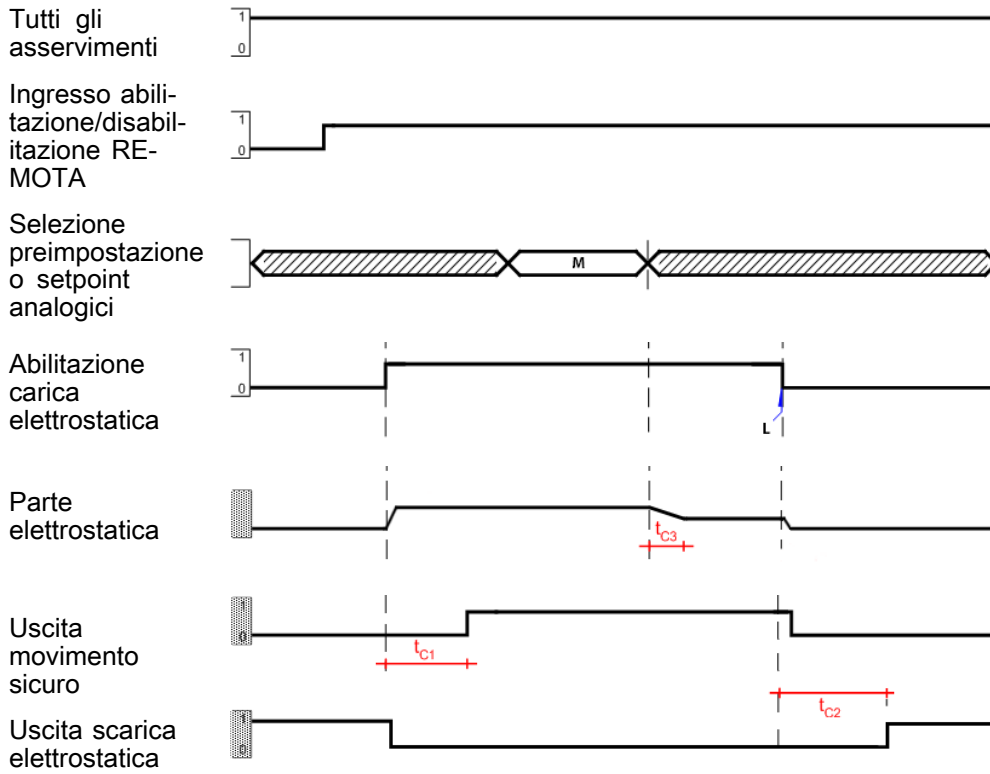 Tutti gli
asservimenti
1
0
Ingresso abili-
tazione/disabil-
itazione RE-
MOTA
1
0
Selezione
preimpostazione
o setpoint
analogici
M
Abilitazione
carica
elettrostatica
1
0
L
Parte
elettrostatica
tC3
Uscita
movimento
sicuro
1
0
tC1
tC2
Uscita scarica
elettrostatica
1
0